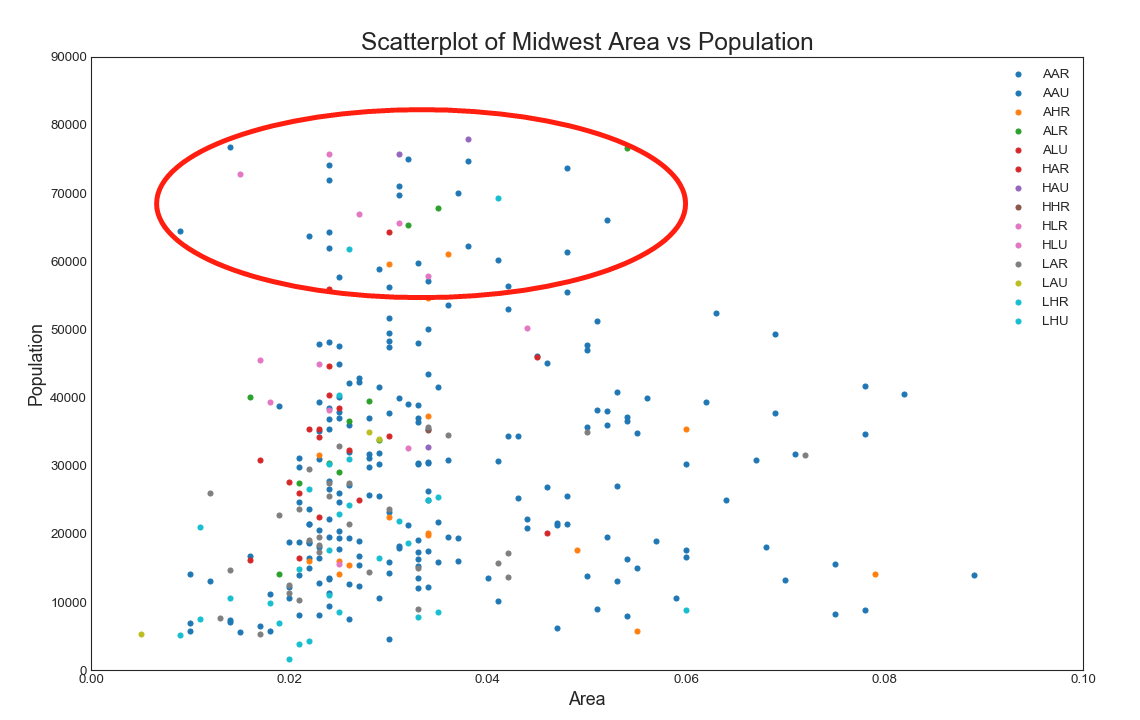 Scatterplot of Midwest Area vs Population
90000
80000
70000
60000
50000
40000
30000
20000
10000
0
Population
0.00 0.02 0.04 0.06 0.08 0.10
Area
AAR
AAU
AHR
ALR
ALU
HAR
HAU
HHR
HLR
HLU
LAR
LAU
LHR
LHU